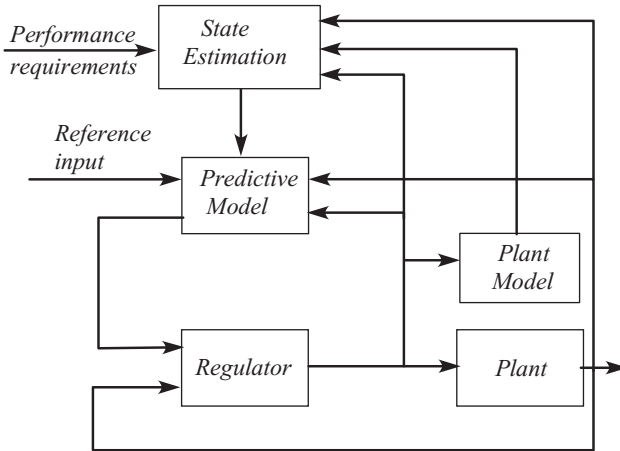 State
Estimation
Performance
requirements
Reference
input
Predictive
Model
Plant
Model
Regulator
Plant